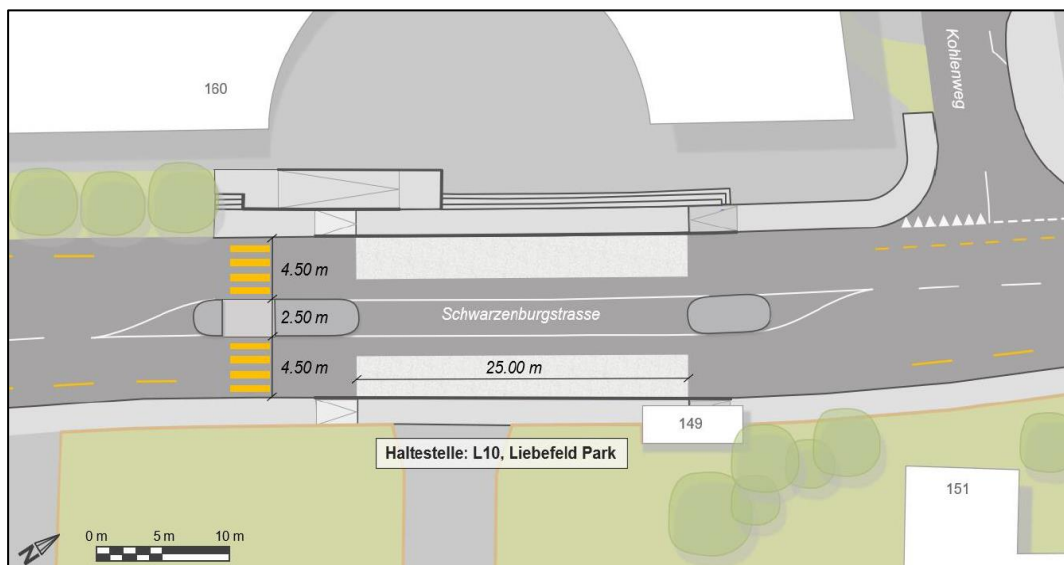 160
Kohlenweg
4.50 m
2.50 m
Schwarzenburgstrasse
4.50 m
25.00 m
149
Haltestelle: L10, Liebefeld Park
151
N
0 m 5 m 10 m